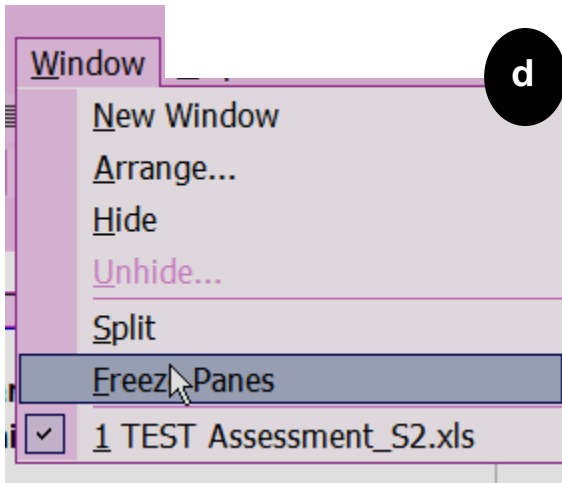 Window
d
New Window
Arrange...
Hide
Unhide...
Split
Freeze Panes
1 TEST Assessment_S2.xls